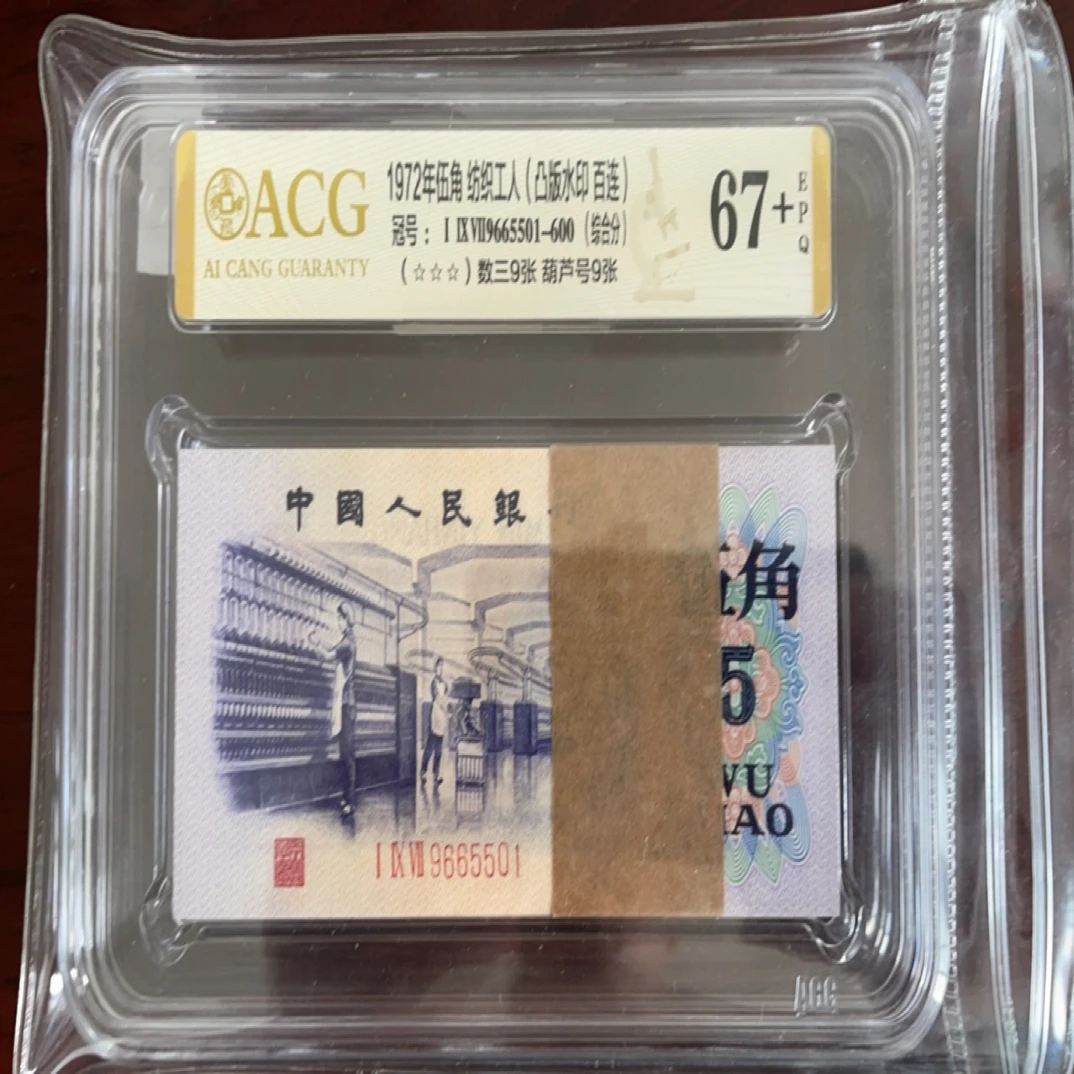 ACG
AI CANG GUARANTY
1972年伍角 纺织工人(凸版水印 百连)
冠号:Ⅰ Ⅸ Ⅶ9665501-600 (综合分)
(☆☆☆)数三9张 葫芦号9张
67+
EPQ
中國人民銀
角
5
WU
IAO
Ⅰ Ⅸ Ⅶ 9665501
ACG